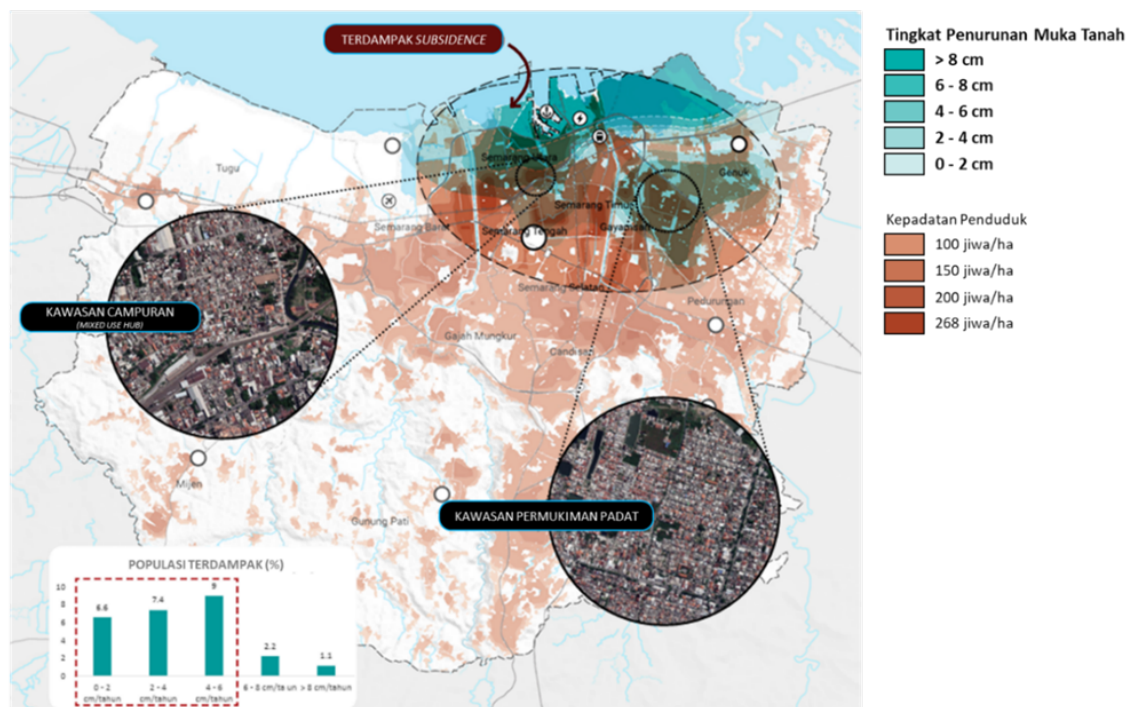 TERDAMPAK SUBSIDENCE
Tingkat Penurunan Muka Tanah
> 8 cm
6 - 8 cm
4 - 6 cm
2 - 4 cm
0 - 2 cm
Kepadatan Penduduk
100 jiwa/ha
150 jiwa/ha
200 jiwa/ha
268 jiwa/ha
Tugu
Semarang Utara
Genuk
Semarang Timur
Semarang Barat
Semarang Tengah
Gayamsari
Semarang Selatan
Pedurungan
Gajah Mungkur
Candisari
Mijen
Gunung Pati
KAWASAN CAMPURAN
(MIXED USE HUB)
KAWASAN PERMUKIMAN PADAT
POPULASI TERDAMPAK (%)
10
8
6
4
2
0
6.6
7.4
9
2.2
1.1
0 - 2
cm/tahun
2 - 4
cm/tahun
4 - 6
cm/tahun
6 - 8 cm/ta un
> 8 cm/tahun